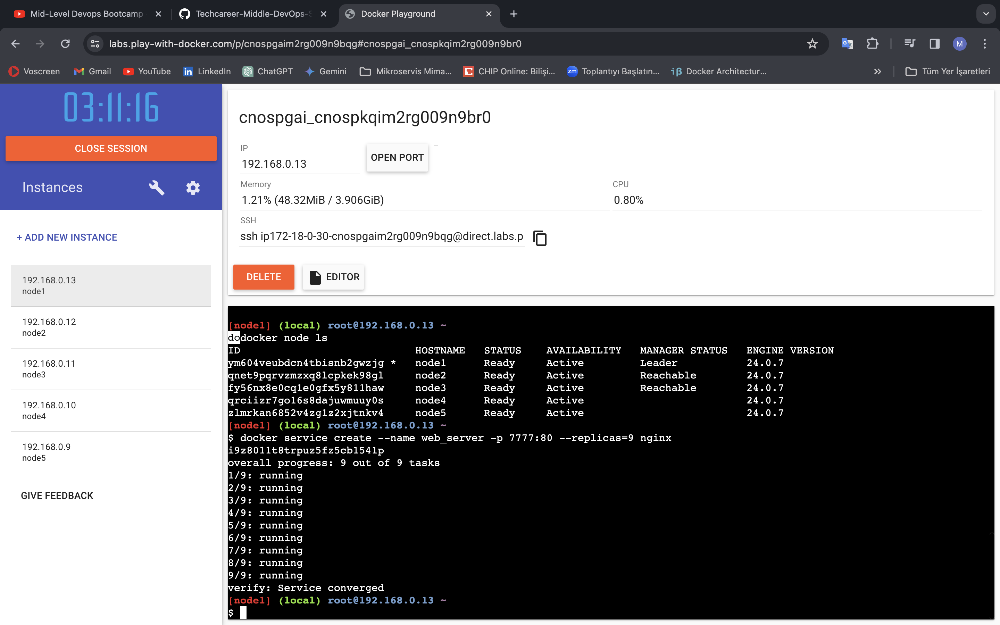 Mid-Level Devops Bootcamp
Techcareer-Middle-DevOps-S
Docker Playground
labs.play-with-docker.com/p/cnospgaim2rg009n9bqg#cnospgai_cnospkqim2rg009n9br0
M
Voscreen
Gmail
YouTube
LinkedIn
ChatGPT
Gemini
Mikroservis Mima...
CHIP Online: Bilişi...
zm
Toplantıyı Başlatın...
iβ
Docker Architectur...
Tüm Yer İşaretleri
03:11:16
CLOSE SESSION
Instances
+ ADD NEW INSTANCE
192.168.0.13
node1
192.168.0.12
node2
192.168.0.11
node3
192.168.0.10
node4
192.168.0.9
node5
GIVE FEEDBACK
cnospgai_cnospkqim2rg009n9br0
IP
192.168.0.13
OPEN PORT
Memory
1.21% (48.32MiB / 3.906GiB)
CPU
0.80%
SSH
ssh ip172-18-0-30-cnospgaim2rg009n9bqg@direct.labs.p
DELETE
EDITOR
[node1] (local) root@192.168.0.13 ~
dodocker node ls
ID HOSTNAME STATUS AVAILABILITY MANAGER STATUS ENGINE VERSION
ym604veubdcn4tbisnb2gwzjg * node1 Ready Active Leader 24.0.7
qnet9pqrvzmzxq8lcpkek98gl node2 Ready Active Reachable 24.0.7
fy56nx8e0cq1e0gfx5y811haw node3 Ready Active Reachable 24.0.7
qrciizr7go16s8dajuwmuuy0s node4 Ready Active 24.0.7
zlmrkan6852v4zg1z2xjtnkv4 node5 Ready Active 24.0.7
[node1] (local) root@192.168.0.13 ~
$ docker service create --name web_server -p 7777:80 --replicas=9 nginx
i9z8011t8trpuz5fz5cb1541p
overall progress: 9 out of 9 tasks
1/9: running
2/9: running
3/9: running
4/9: running
5/9: running
6/9: running
7/9: running
8/9: running
9/9: running
verify: Service converged
[node1] (local) root@192.168.0.13 ~
$